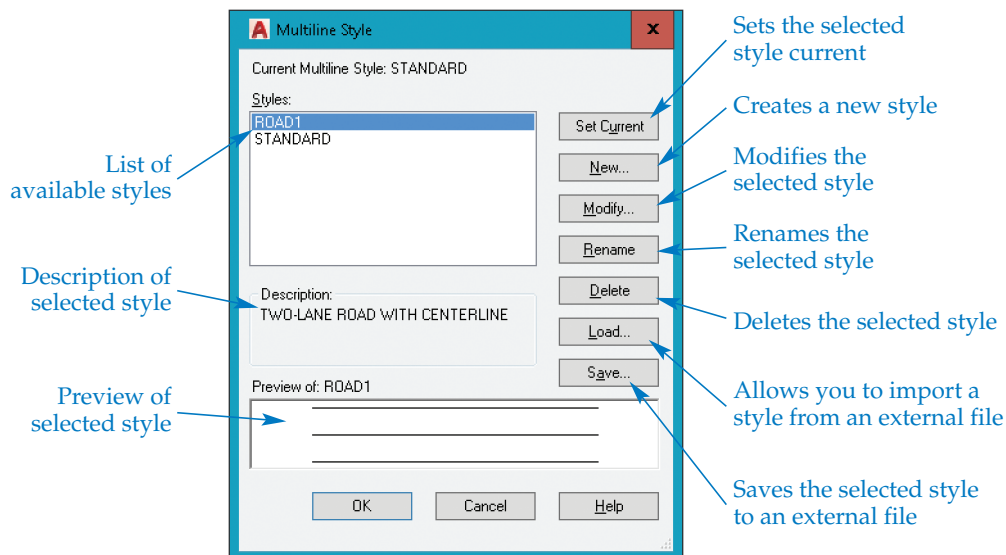 Multiline Style
x
Current Multiline Style: STANDARD
Styles:
ROAD1
STANDARD
Set Current
New...
Modify...
Rename
Delete
Load...
Save...
Description:
TWO-LANE ROAD WITH CENTERLINE
Preview of: ROAD1
OK
Cancel
Help
List of
available styles
Description of
selected style
Preview of
selected style
Sets the selected
style current
Creates a new style
Modifies the
selected style
Renames the
selected style
Deletes the selected style
Allows you to import a
style from an external file
Saves the selected style
to an external file